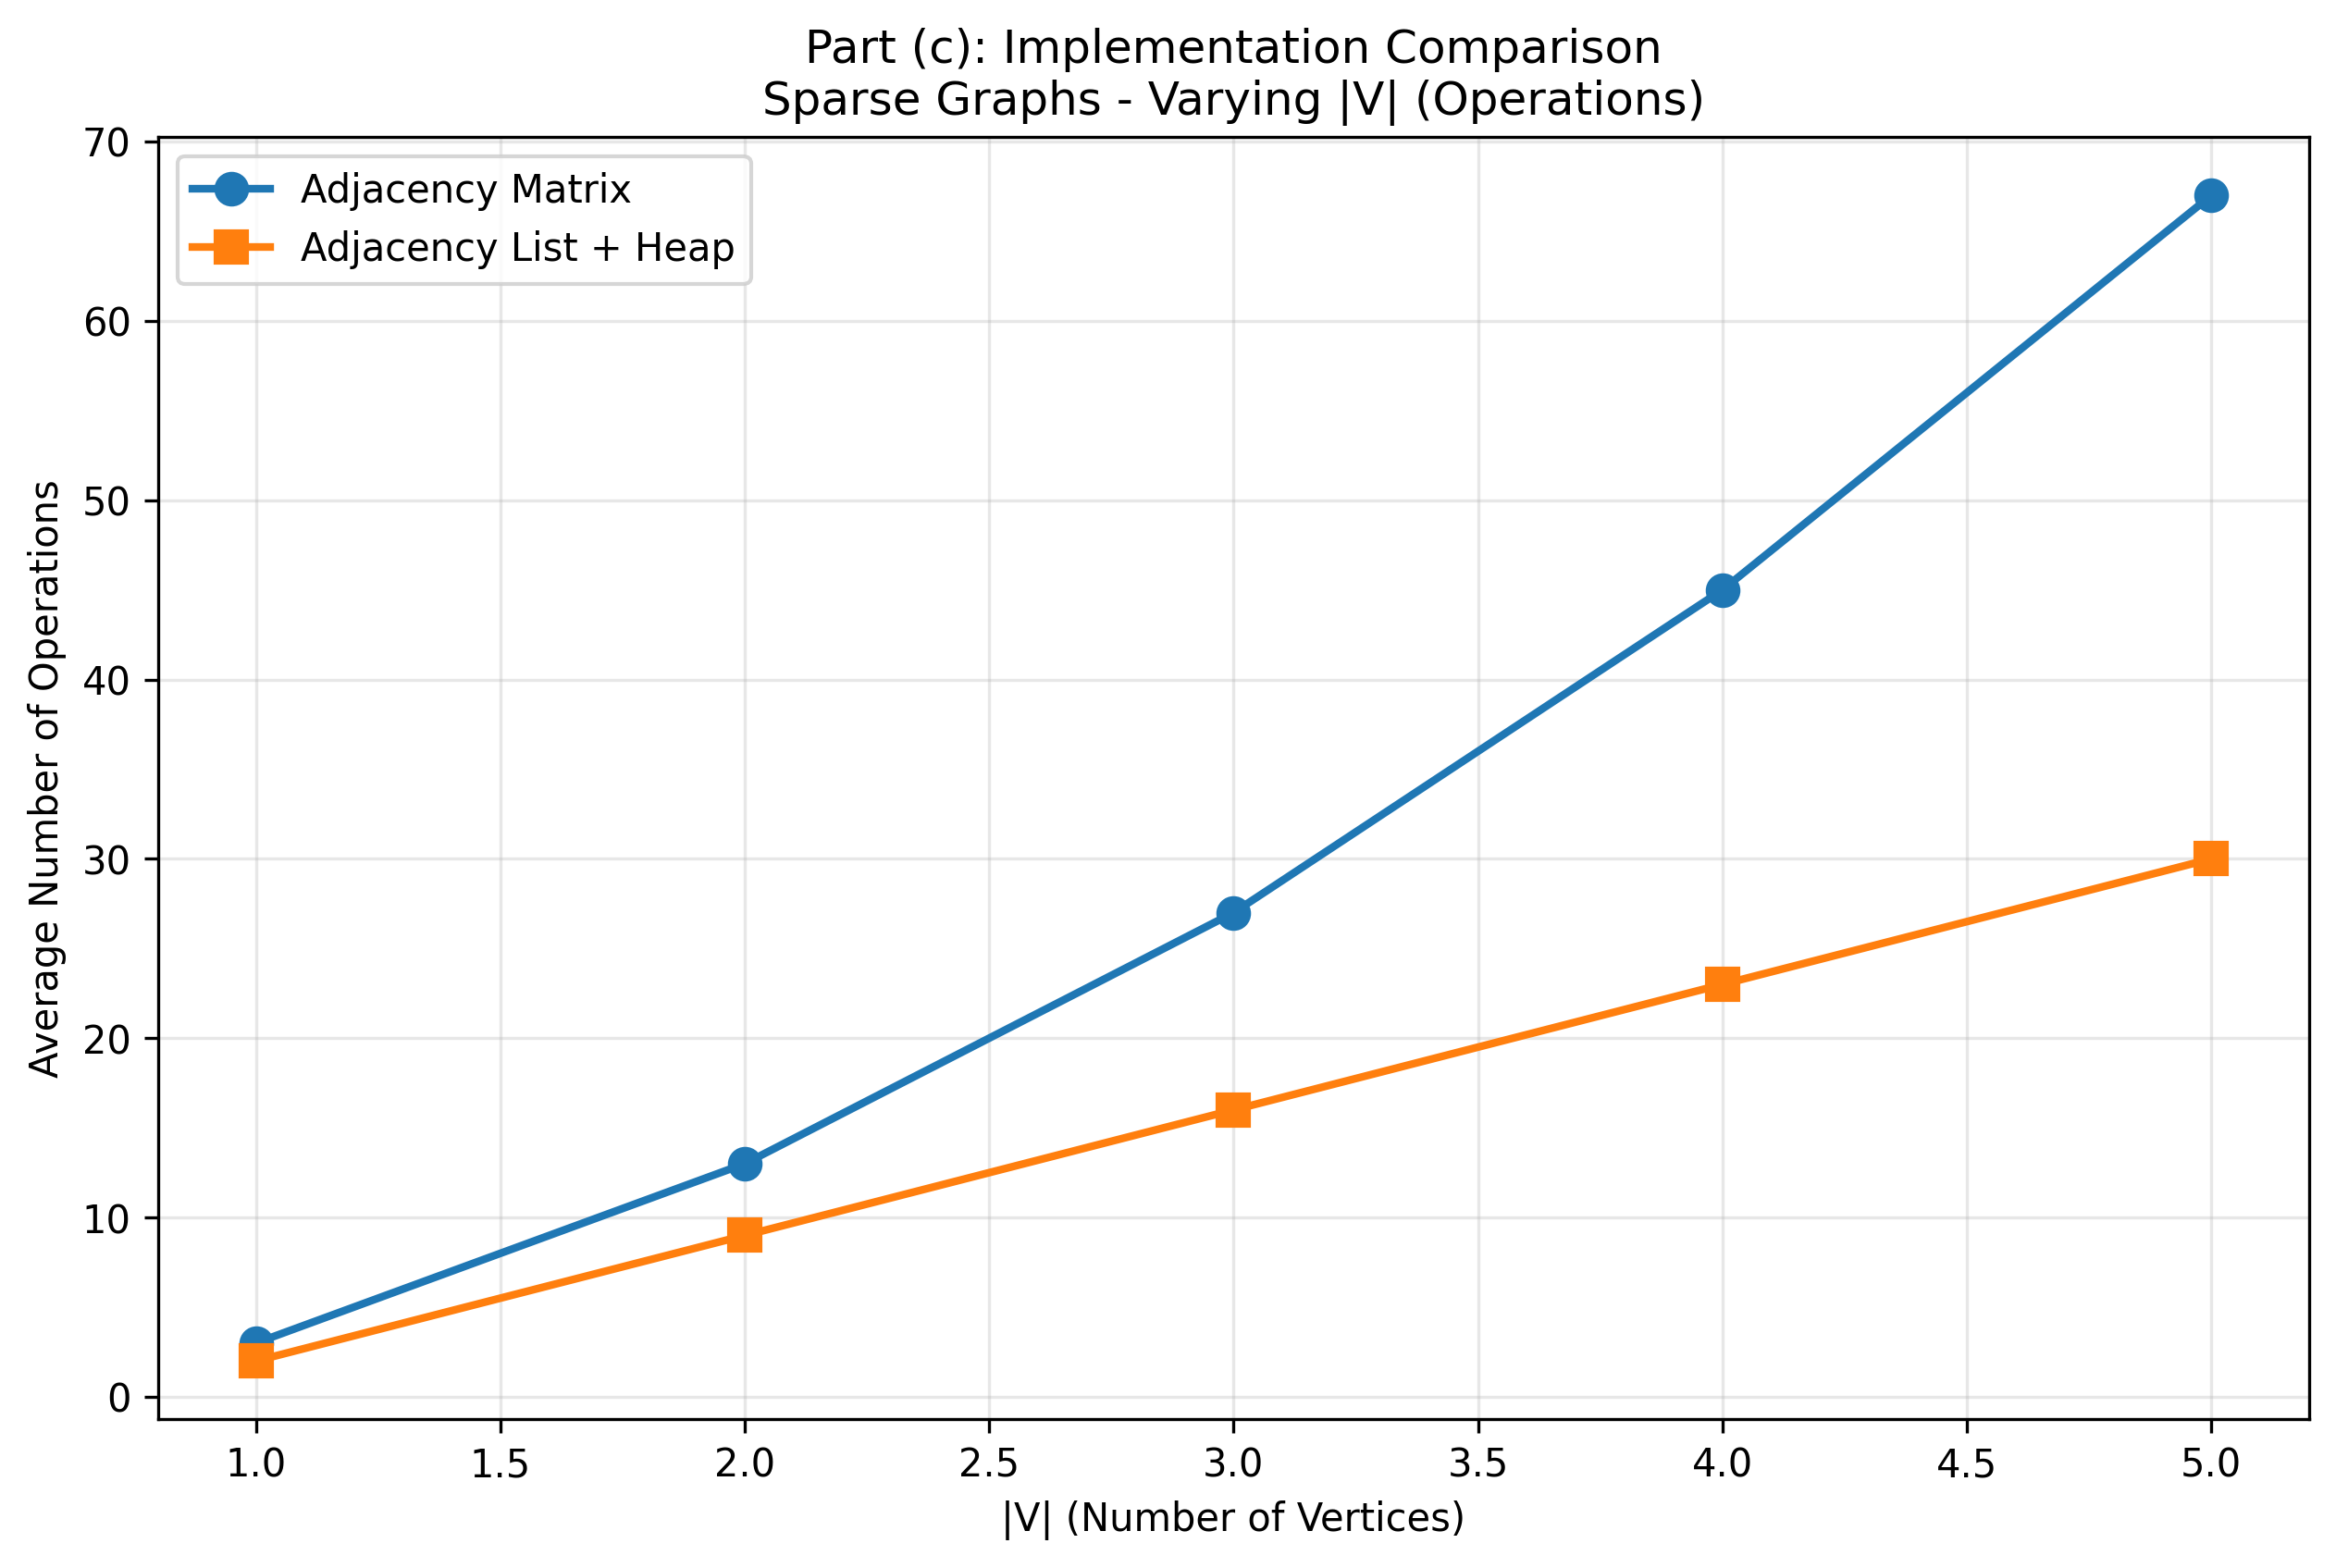 Part (c): Implementation Comparison
Sparse Graphs - Varying |V| (Operations)
Adjacency Matrix
Adjacency List + Heap
Average Number of Operations
70
60
50
40
30
20
10
0
1.0 1.5 2.0 2.5 3.0 3.5 4.0 4.5 5.0
|V| (Number of Vertices)